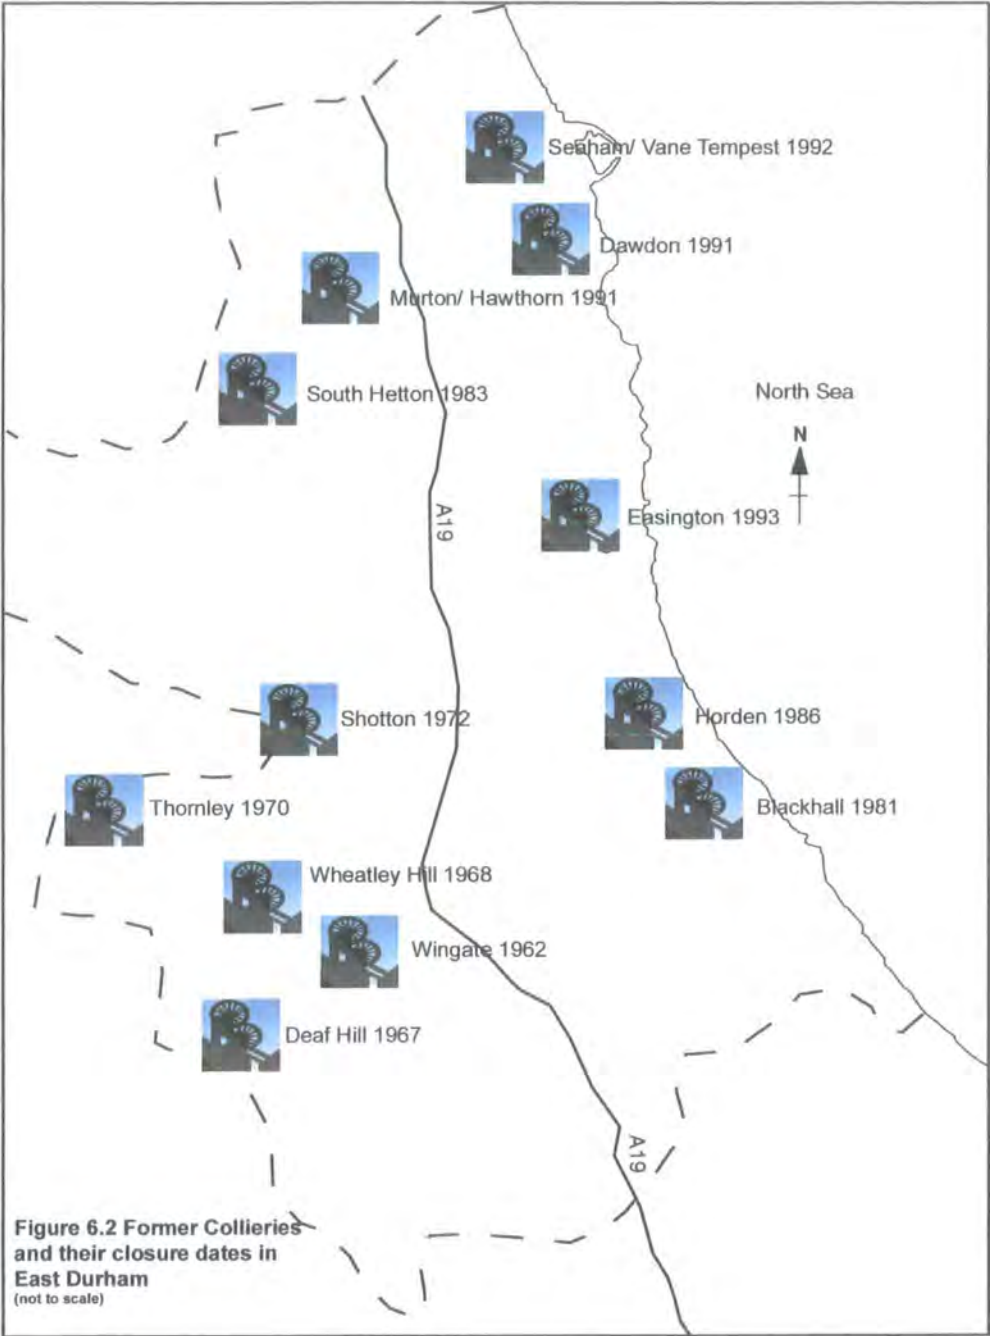 Seaham/ Vane Tempest 1992
Dawdon 1991
Murton/ Hawthorn 1991
South Hetton 1983
North Sea
N
A19
Easington 1993
Shotton 1972
Horden 1986
Thornley 1970
Blackhall 1981
Wheatley Hill 1968
Wingate 1962
Deaf Hill 1967
A19
Figure 6.2 Former Collieries
and their closure dates in
East Durham
(not to scale)